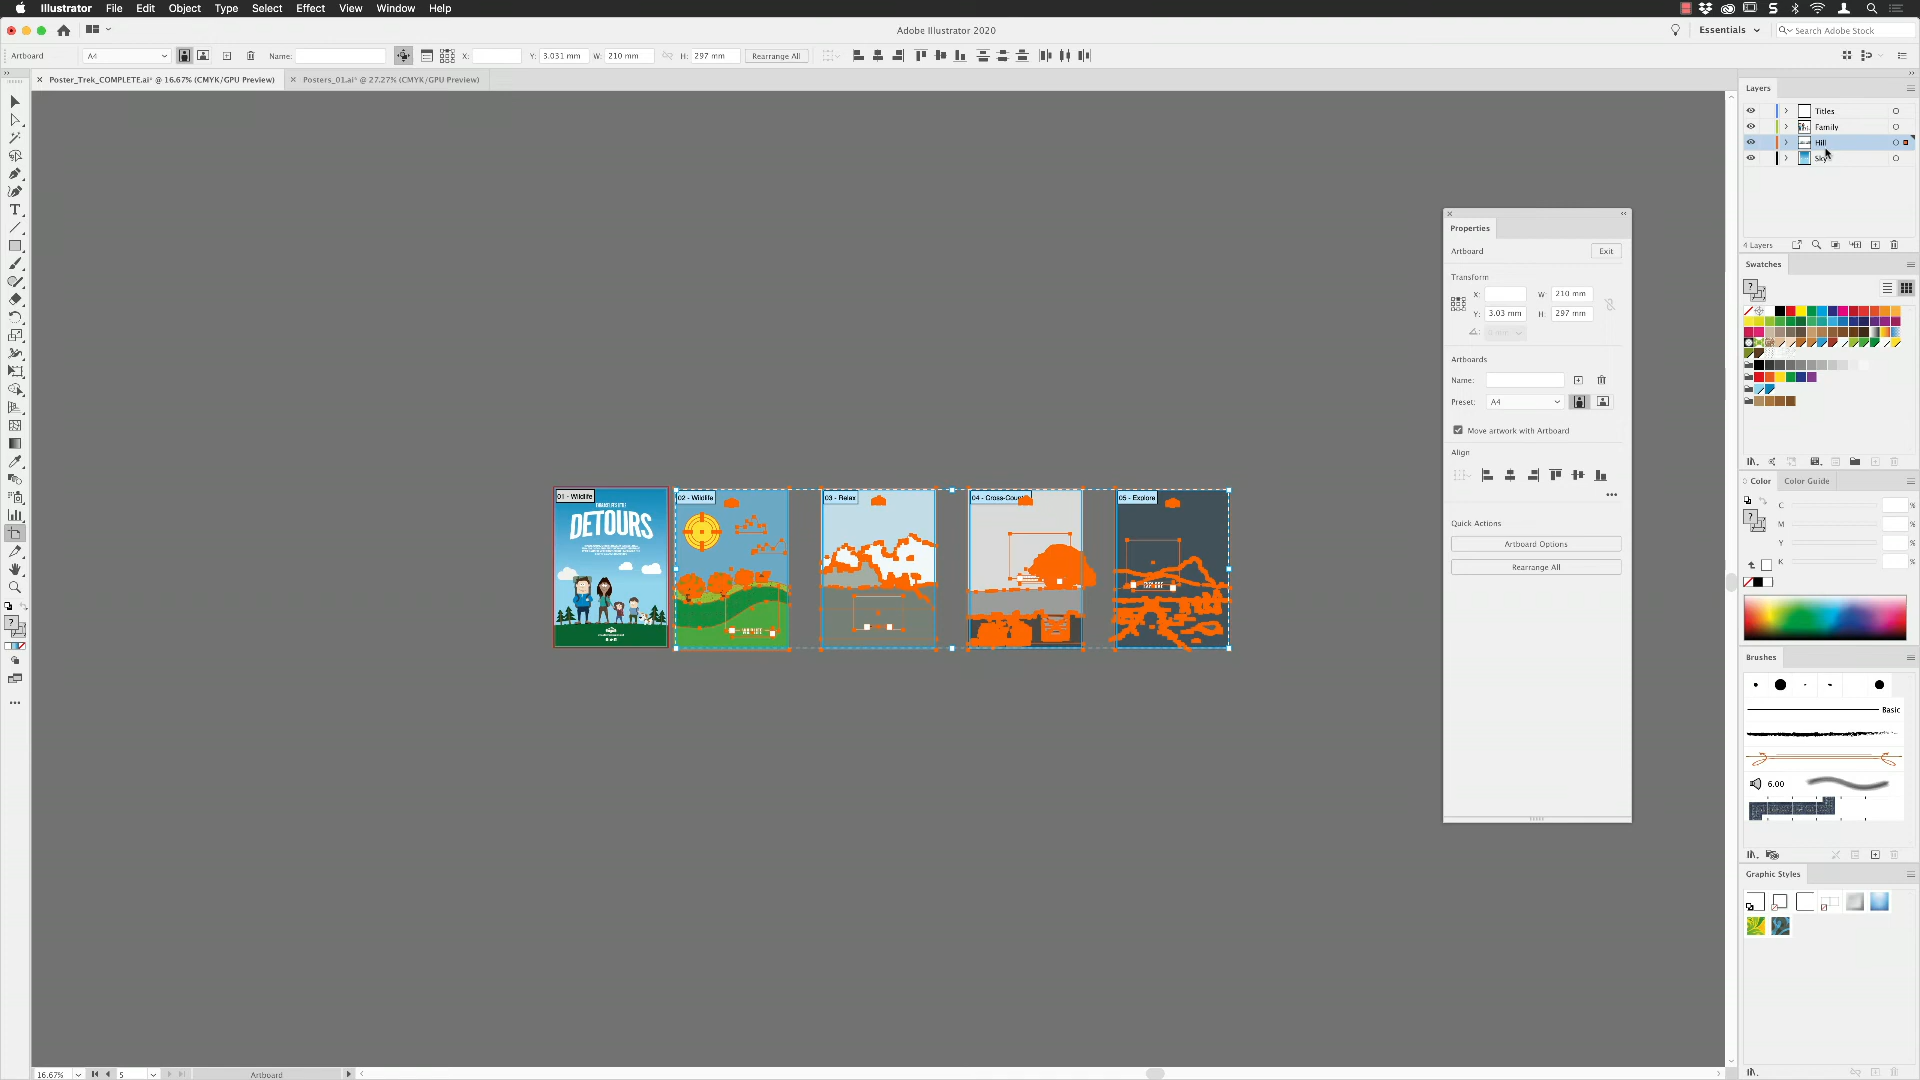 Illustrator File Edit Object Type Select Effect View Window Help
Adobe Illustrator 2020
Essentials
Search Adobe Stock
Artboard A4 Name: X: Y: 3.031 mm W: 210 mm H: 297 mm Rearrange All
Poster_Trek_COMPLETE.ai* @ 16.67% (CMYK/GPU Preview)
Posters_01.ai* @ 27.27% (CMYK/GPU Preview)
Layers
Titles
Family
Hill
Sky
4 Layers
Properties
Artboard Exit
Transform
X: W: 210 mm
Y: 3.03 mm H: 297 mm
Artboards
Name:
Preset: A4
Move artwork with Artboard
Align
Quick Actions
Artboard Options
Rearrange All
Swatches
Color Color Guide
C %
M %
Y %
K %
Brushes
Basic
6.00
Graphic Styles
01 - Wildlife
DETOURS
02 - Wildlife
WILDLIFE
03 - Relax
05 - Explore
EXPLORE
16.67% 5 Artboard